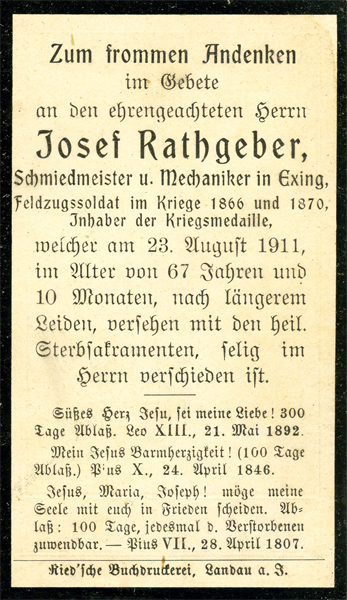 Zum frommen Andenken
im Gebete
an den ehrengeachteten Herrn
Josef Rathgeber,
Schmiedmeister u. Mechaniker in Exing,
Feldzugssoldat im Kriege 1866 und 1870,
Inhaber der Kriegsmedaille,
welcher am 23. August 1911,
im Alter von 67 Jahren und
10 Monaten, nach längerem
Leiden, versehen mit den heil.
Sterbsakramenten, selig im
Herrn verschieden ist.
Süßes Herz Jesu, sei meine Liebe! 300
Tage Ablaß. Leo XIII., 21. Mai 1892.
Mein Jesus Barmherzigkeit! (100 Tage
Ablaß.) Pius X., 24. April 1846.
Jesus, Maria, Joseph! möge meine
Seele mit euch in Frieden scheiden. Ab-
laß: 100 Tage, jedesmal d. Verstorbenen
zuwendbar. — Pius VII., 28. April 1807.
Ried'sche Buchdruckerei, Landau a. J.